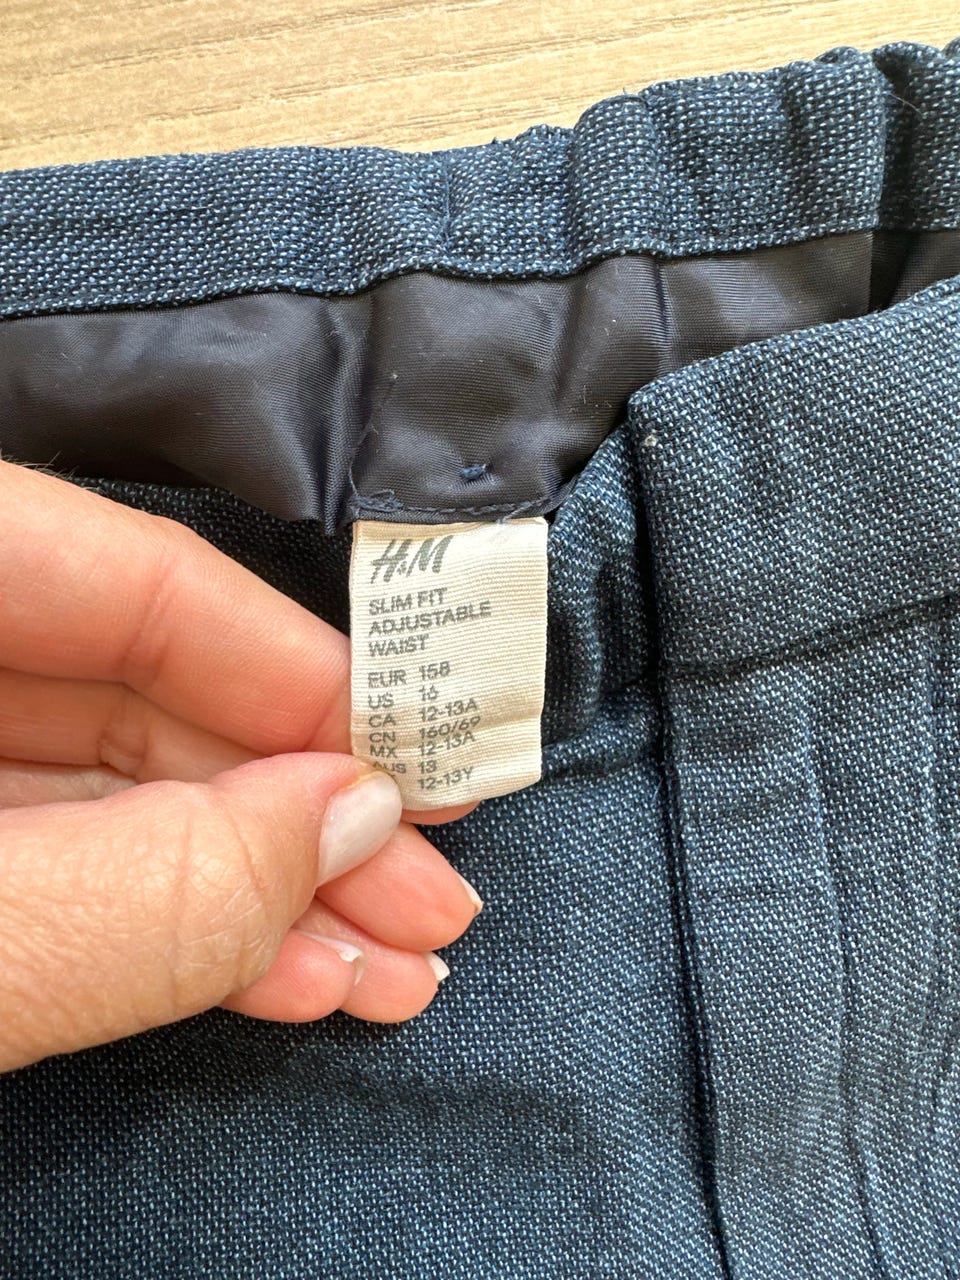 H&M
SLIM FIT
ADJUSTABLE
WAIST
EUR 158
US 16
CA 12-13A
CN 160/69
MX 12-13A
AUS 13
12-13Y